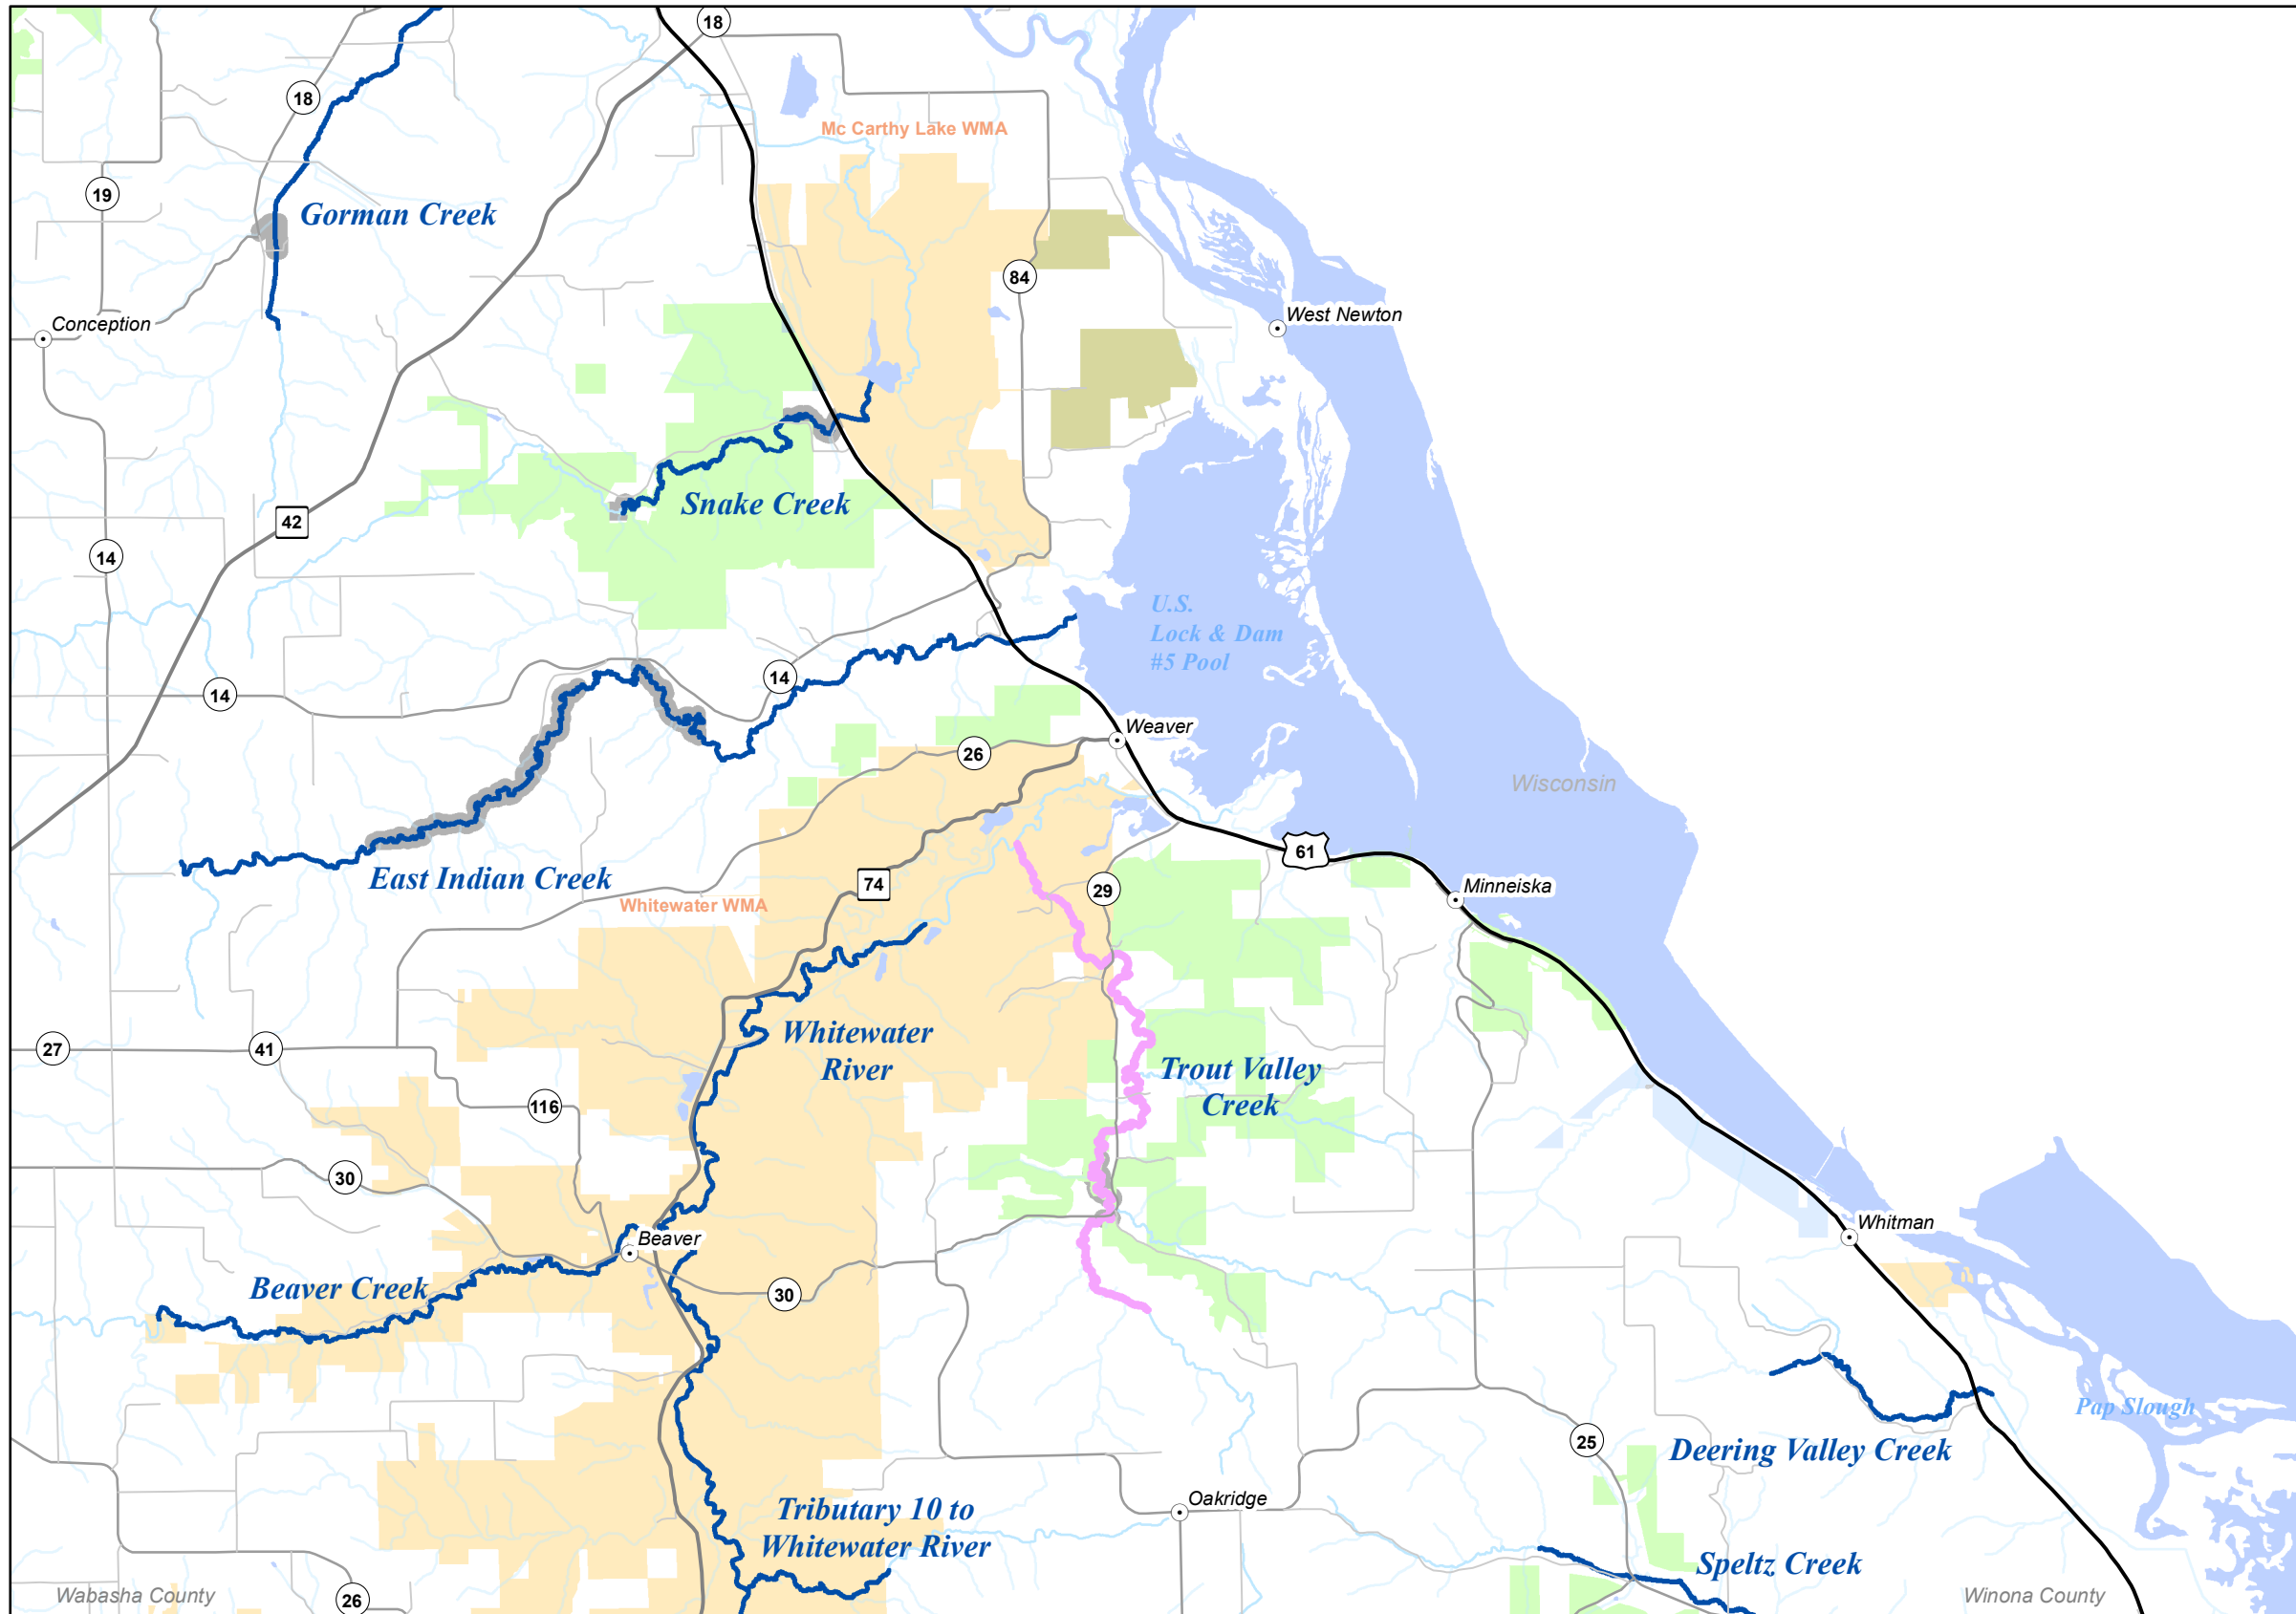 18
18
Mc Carthy Lake WMA
19
Gorman Creek
84
Conception
West Newton
Snake Creek
42
14
U.S.
Lock & Dam
#5 Pool
14
14
Weaver
26
Wisconsin
61
East Indian Creek
74
29
Minneiska
Whitewater WMA
Whitewater
River
27
41
Trout Valley
Creek
116
30
Whitman
Beaver
Beaver Creek
30
Pap Slough
25
Deering Valley Creek
Oakridge
Tributary 10 to
Whitewater River
Speltz Creek
Wabasha County
26
Winona County